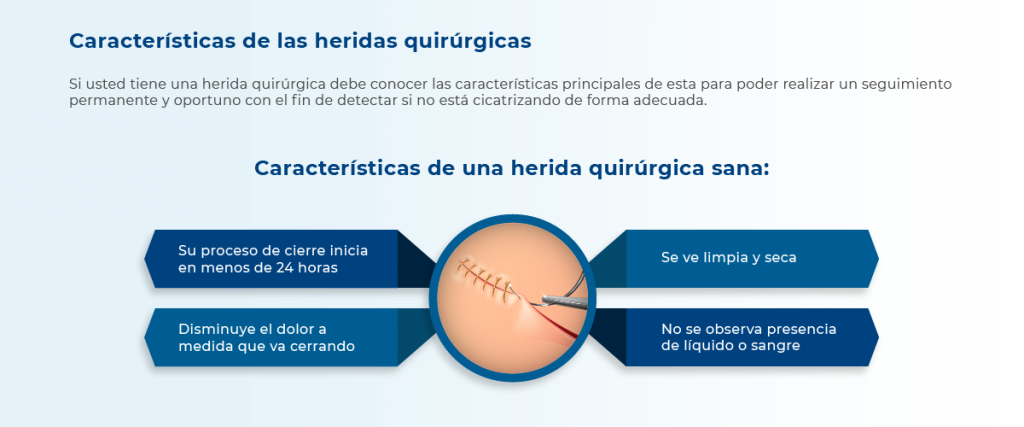 Características de las heridas quirúrgicas
Si usted tiene una herida quirúrgica debe conocer las características principales de esta para poder realizar un seguimiento
permanente y oportuno con el fin de detectar si no está cicatrizando de forma adecuada.
Características de una herida quirúrgica sana:
Su proceso de cierre inicia
en menos de 24 horas
Se ve limpia y seca
Disminuye el dolor a
medida que va cerrando
No se observa presencia
de líquido o sangre